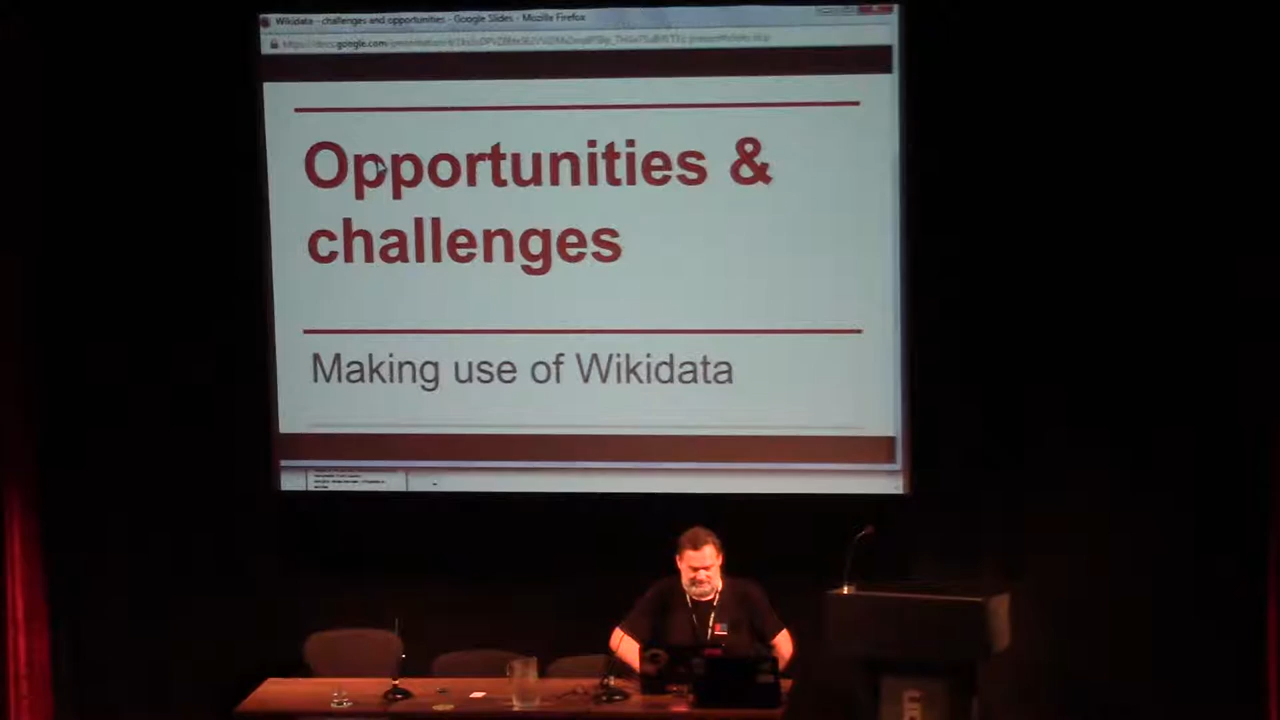 Wikidata - challenges and opportunities - Google Slides - Mozilla Firefox
Opportunities &
challenges
Making use of Wikidata